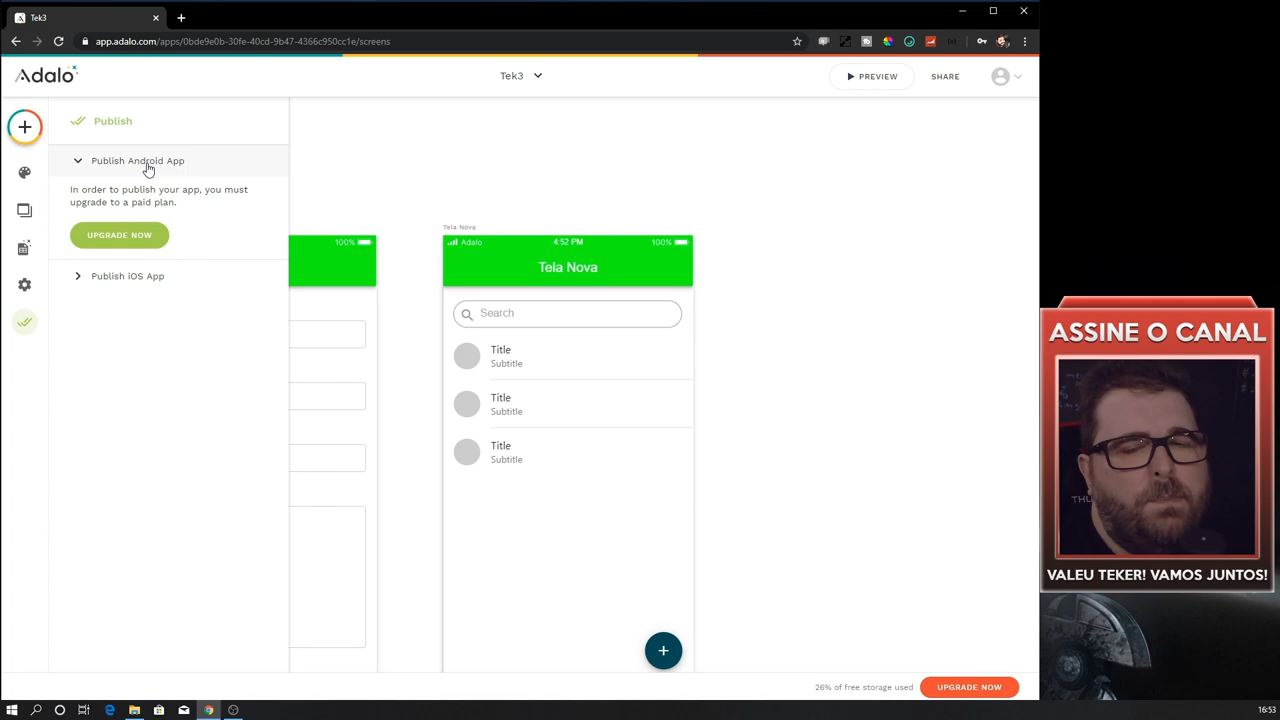 Tek3
app.adalo.com/apps/0bde9e0b-30fe-40cd-9b47-4366c950cc1e/screens
Adalo
Tek3
PREVIEW
SHARE
Publish
Publish Android App
In order to publish your app, you must
upgrade to a paid plan.
UPGRADE NOW
Publish iOS App
100%
Tela Nova
Adalo
4:52 PM
100%
Tela Nova
Search
Title
Subtitle
Title
Subtitle
Title
Subtitle
26% of free storage used
UPGRADE NOW
ASSINE O CANAL
VALEU TEKER! VAMOS JUNTOS!
16:53